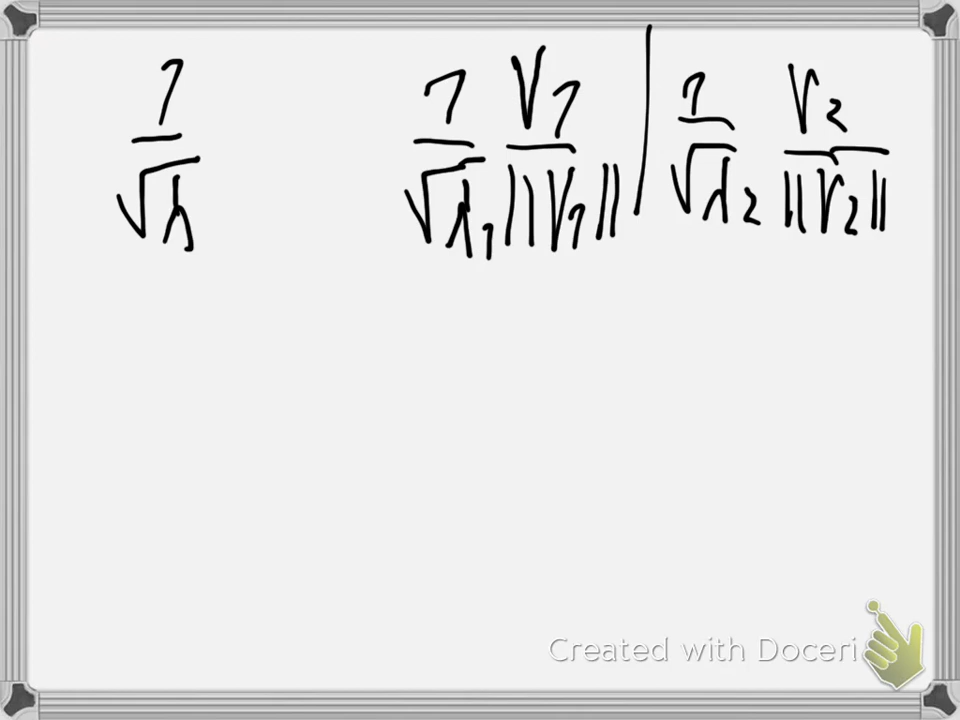 1/√λ   1/√λ₁ V₁/||V₁|| | 1/√λ₂ V₂/||V₂||
Created with Doceri